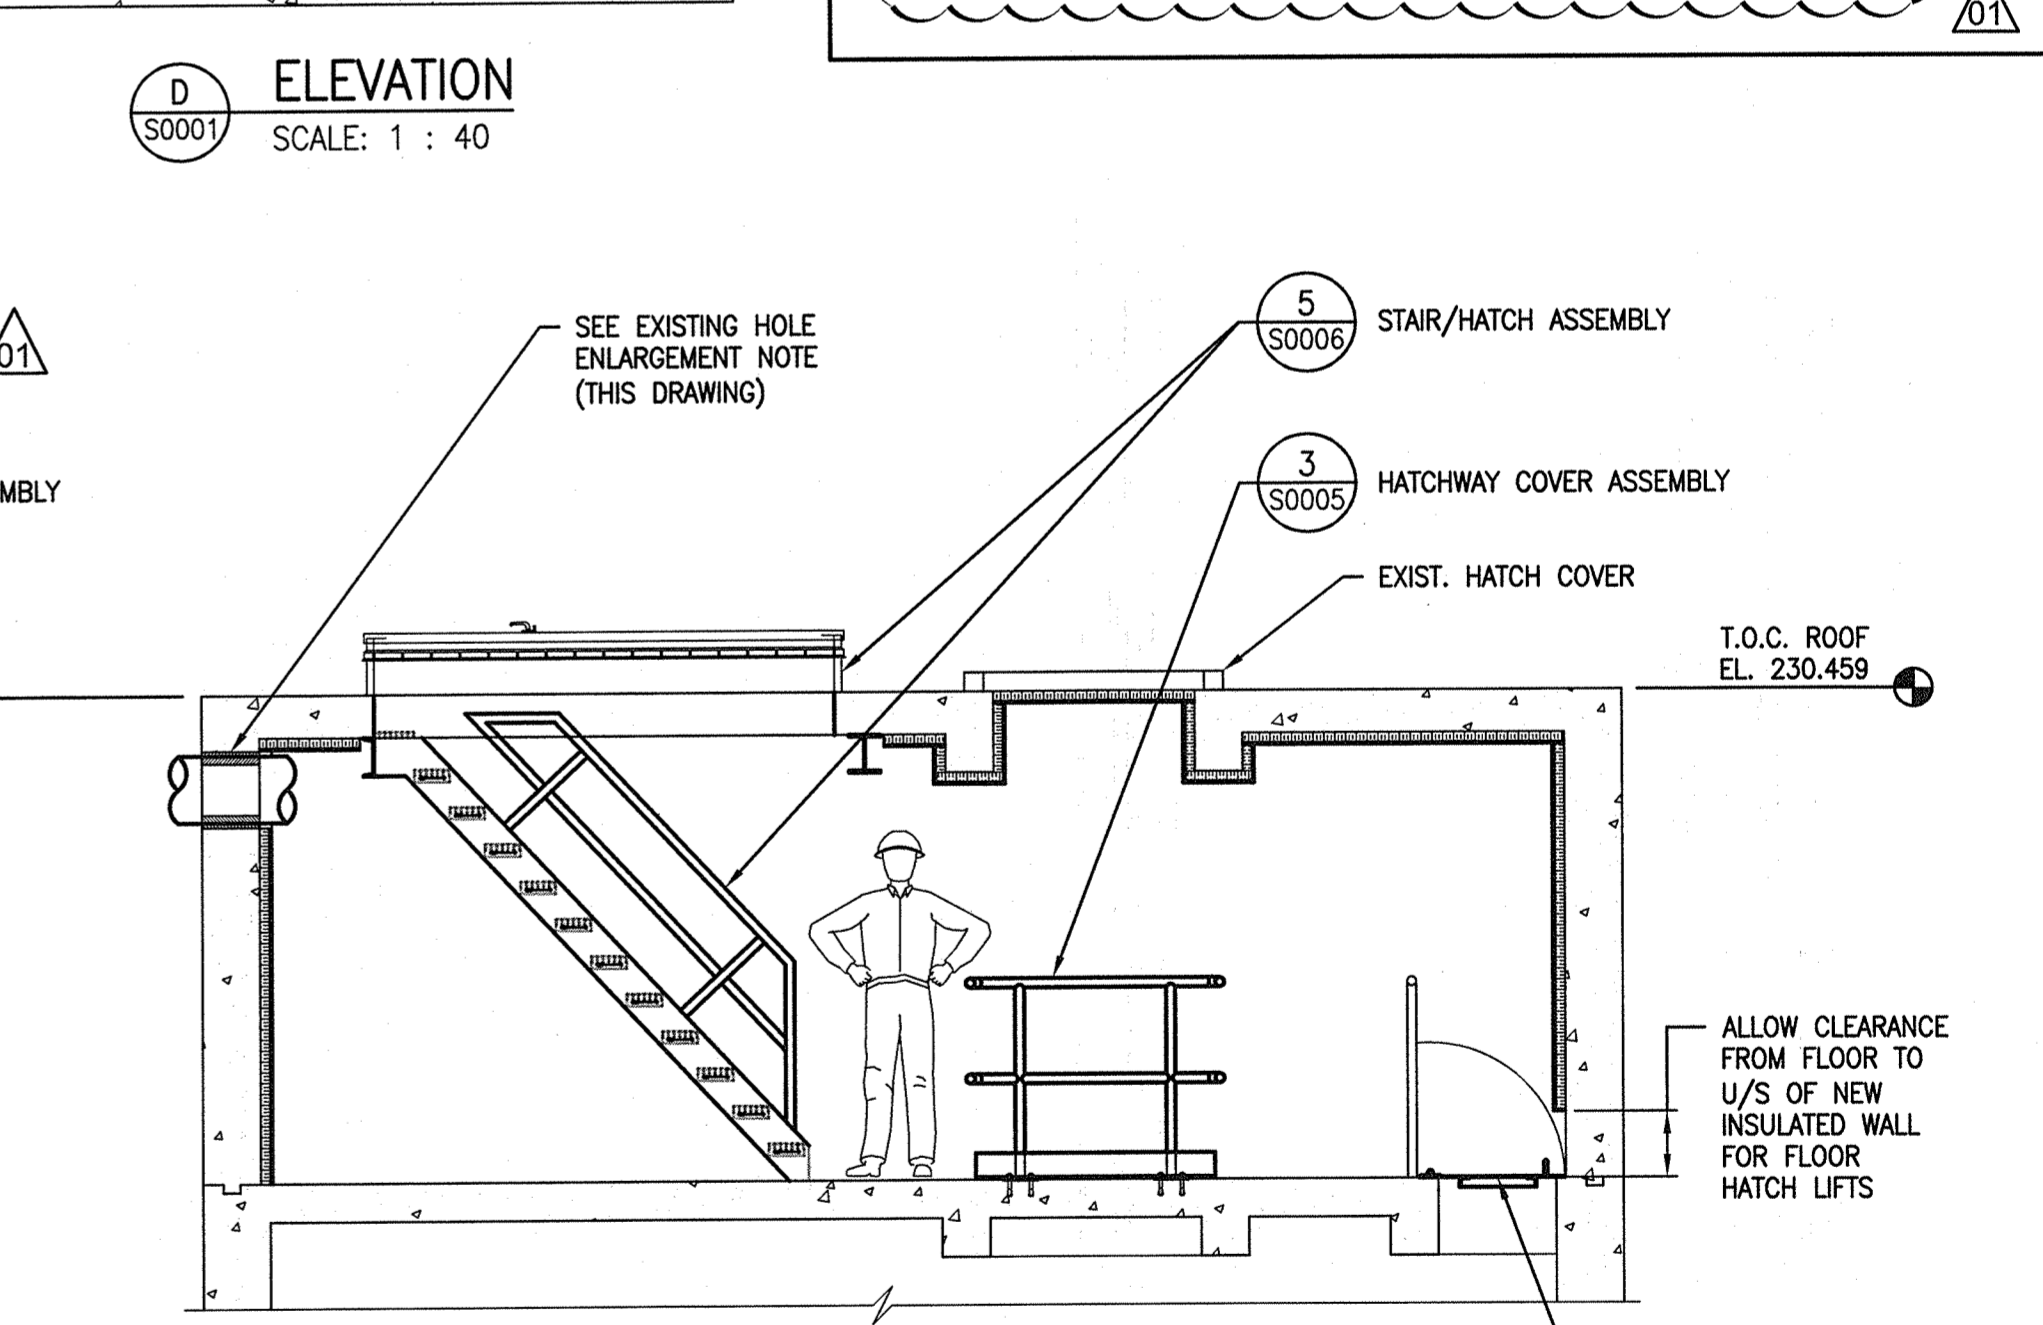 01
D
S0001
ELEVATION
SCALE: 1 : 40
01
MBLY
SEE EXISTING HOLE
ENLARGEMENT NOTE
(THIS DRAWING)
5
S0006
STAIR/HATCH ASSEMBLY
3
S0005
HATCHWAY COVER ASSEMBLY
EXIST. HATCH COVER
T.O.C. ROOF
EL. 230.459
ALLOW CLEARANCE
FROM FLOOR TO
U/S OF NEW
INSULATED WALL
FOR FLOOR
HATCH LIFTS